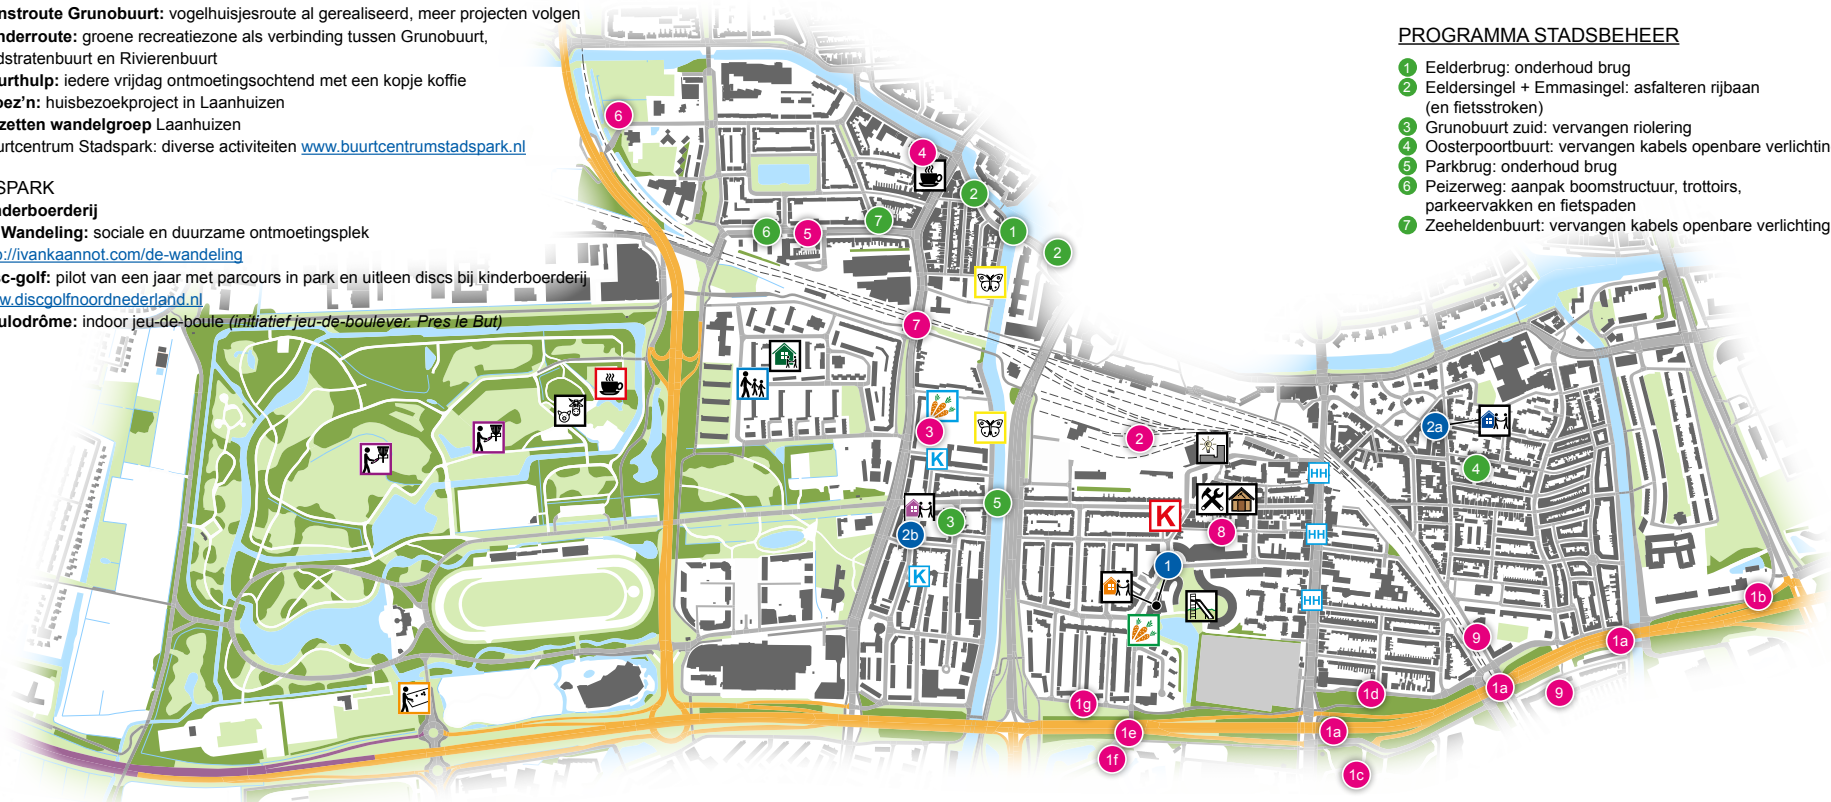 nstroute Grunobuurt: vogelhuisjesroute al gerealiseerd, meer projecten volgen
nderroute: groene recreatiezone als verbinding tussen Grunobuurt,
dstratenbuurt en Rivierenbuurt
urthulp: iedere vrijdag ontmoetingsochtend met een kopje koffie
oez’n: huisbezoekproject in Laanhuizen
zetten wandelgroep Laanhuizen
urtcentrum Stadspark: diverse activiteiten www.buurtcentrumstadspark.nl
SPARK
nderboerderij
Wandeling: sociale en duurzame ontmoetingsplek
p://ivankaannot.com/de-wandeling
sc-golf: pilot van een jaar met parcours in park en uitleen discs bij kinderboerderij
ww.discgolfnoordnederland.nl
ulodrôme: indoor jeu-de-boule (initiatief jeu-de-boulever. Pres le But)
PROGRAMMA STADSBEHEER
1 Eelderbrug: onderhoud brug
2 Eeldersingel + Emmasingel: asfalteren rijbaan
(en fietsstroken)
3 Grunobuurt zuid: vervangen riolering
4 Oosterpoortbuurt: vervangen kabels openbare verlichtin
5 Parkbrug: onderhoud brug
6 Peizerweg: aanpak boomstructuur, trottoirs,
parkeervakken en fietspaden
7 Zeeheldenbuurt: vervangen kabels openbare verlichting
6
4
2
7
6
5
1
2
7
3
K
2
2a
4
HH
5
K
3
8
2b
HH
1
K
HH
1b
9
1a
1a
9
1d
1g
1e
1a
1f
1c